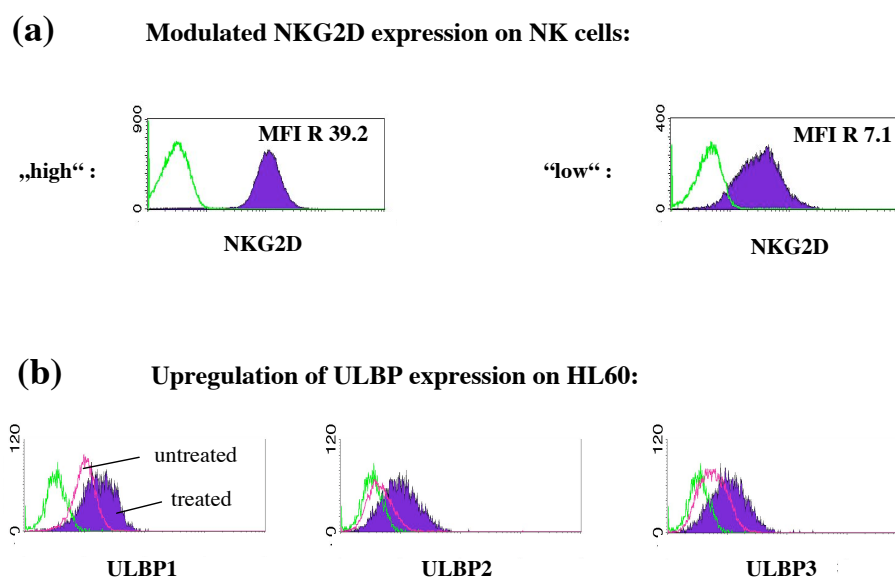 (a) Modulated NKG2D expression on NK cells:
„high“ :
900
0
MFI R 39.2
NKG2D
“low“ :
400
0
MFI R 7.1
NKG2D
(b) Upregulation of ULBP expression on HL60:
120
0
untreated
treated
ULBP1
120
0
ULBP2
120
0
ULBP3